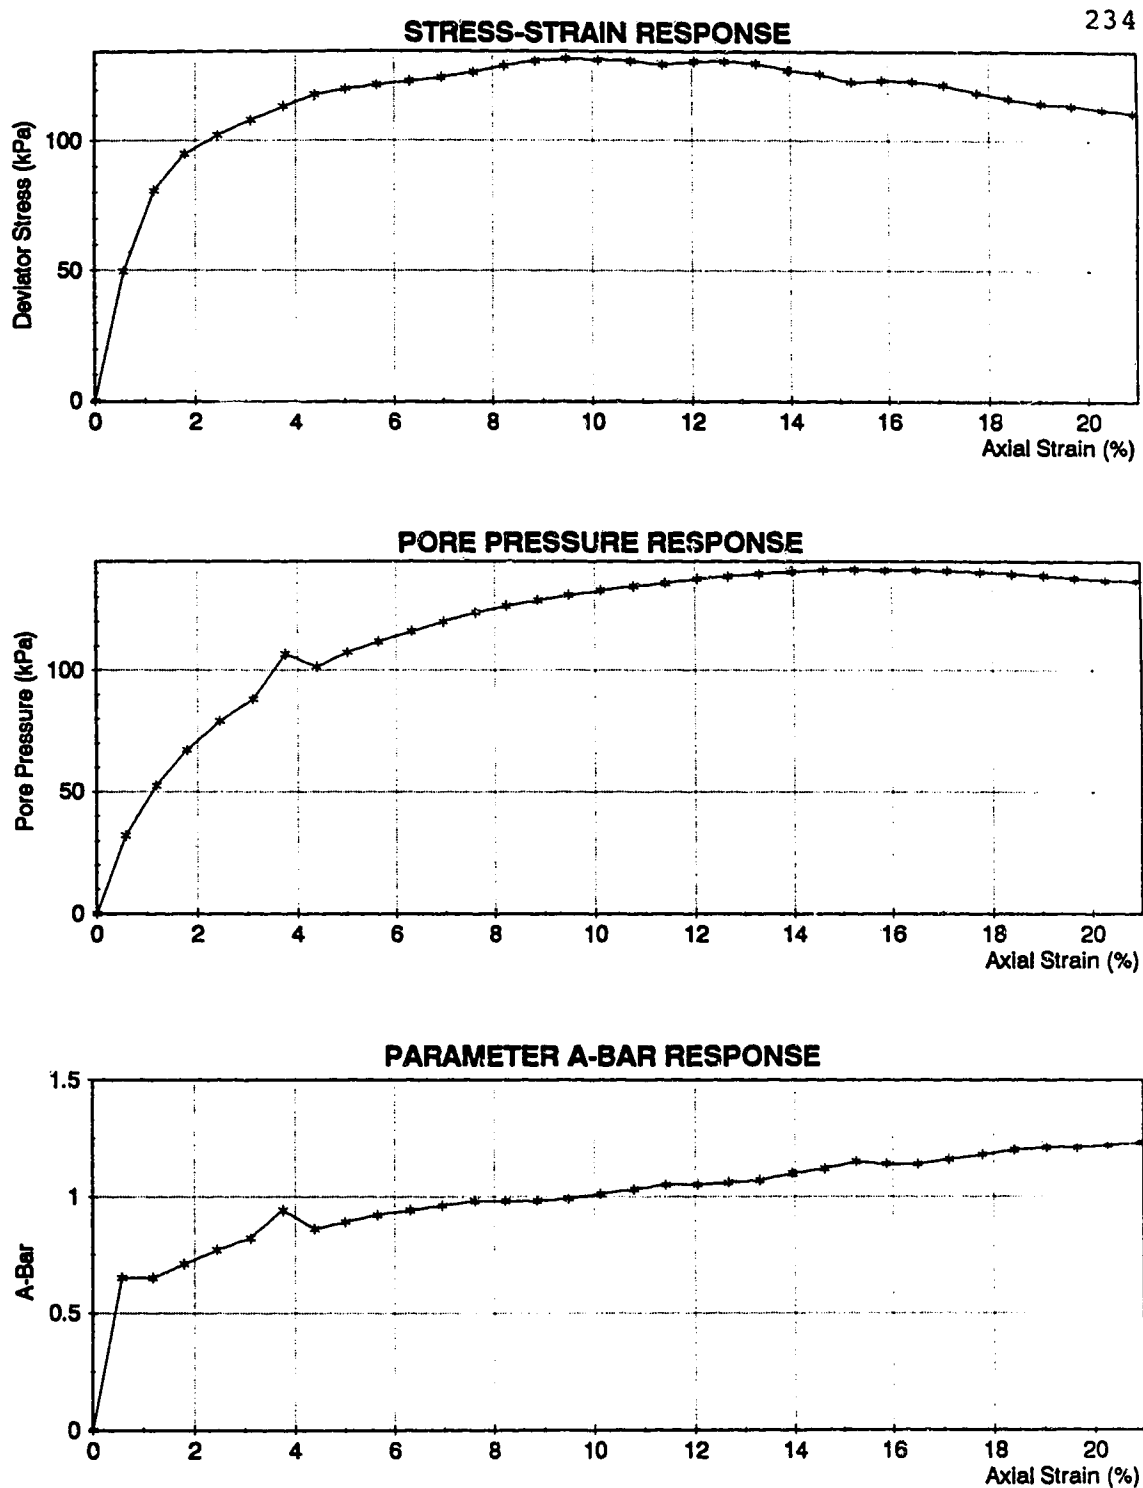 234
STRESS-STRAIN RESPONSE
Deviator Stress (kPa)
100
50
0
0 2 4 6 8 10 12 14 16 18 20
Axial Strain (%)
PORE PRESSURE RESPONSE
Pore Pressure (kPa)
100
50
0
0 2 4 6 8 10 12 14 16 18 20
Axial Strain (%)
PARAMETER A-BAR RESPONSE
A-Bar
1.5
1
0.5
0
0 2 4 6 8 10 12 14 16 18 20
Axial Strain (%)